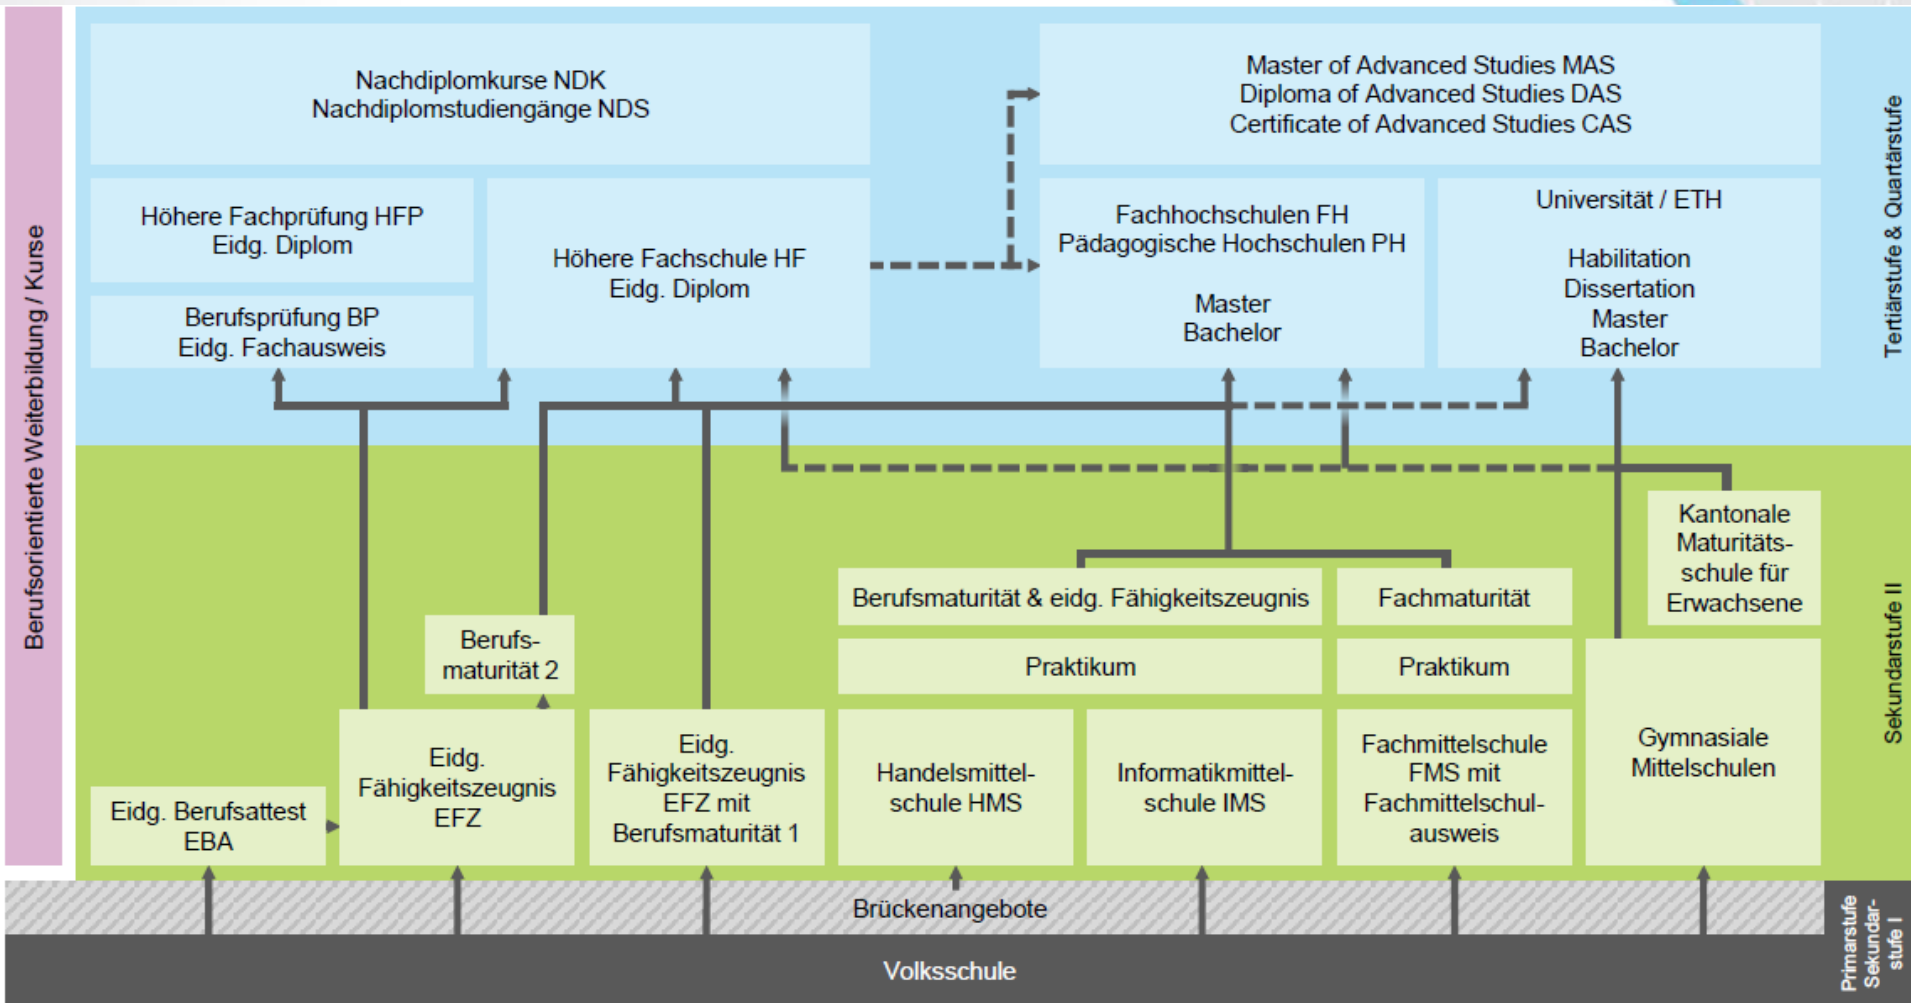 Berufsorientierte Weiterbildung / Kurse
Nachdiplomkurse NDK
Nachdiplomstudiengänge NDS
Master of Advanced Studies MAS
Diploma of Advanced Studies DAS
Certificate of Advanced Studies CAS
Tertiärstufe & Quartärstufe
Höhere Fachprüfung HFP
Eidg. Diplom
Berufsprüfung BP
Eidg. Fachausweis
Höhere Fachschule HF
Eidg. Diplom
Fachhochschulen FH
Pädagogische Hochschulen PH
Master
Bachelor
Universität / ETH
Habilitation
Dissertation
Master
Bachelor
Kantonale
Maturitäts-
schule für
Erwachsene
Sekundarstufe II
Berufsmaturität & eidg. Fähigkeitszeugnis
Fachmaturität
Berufs-
maturität 2
Praktikum
Praktikum
Eidg. Berufsattest
EBA
Eidg.
Fähigkeitszeugnis
EFZ
Eidg.
Fähigkeitszeugnis
EFZ mit
Berufsmaturität 1
Handelsmittel-
schule HMS
Informatikmittel-
schule IMS
Fachmittelschule
FMS mit
Fachmittelschul-
ausweis
Gymnasiale
Mittelschulen
Brückenangebote
Volksschule
Primarstufe
Sekundar-
stufe I